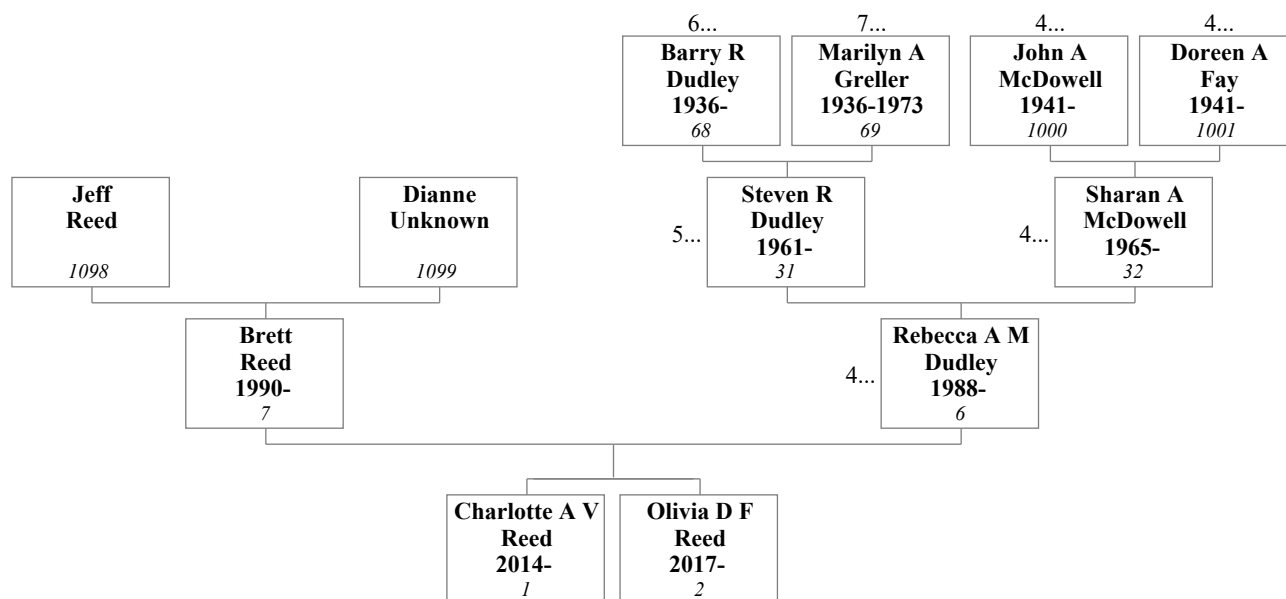 6...
7...
4...
4...
Barry R
Dudley
1936-
68
Marilyn A
Greller
1936-1973
69
John A
McDowell
1941-
1000
Doreen A
Fay
1941-
1001
Jeff
Reed
1098
Dianne
Unknown
1099
5...
Steven R
Dudley
1961-
31
4...
Sharan A
McDowell
1965-
32
Brett
Reed
1990-
7
4...
Rebecca A M
Dudley
1988-
6
Charlotte A V
Reed
2014-
1
Olivia D F
Reed
2017-
2